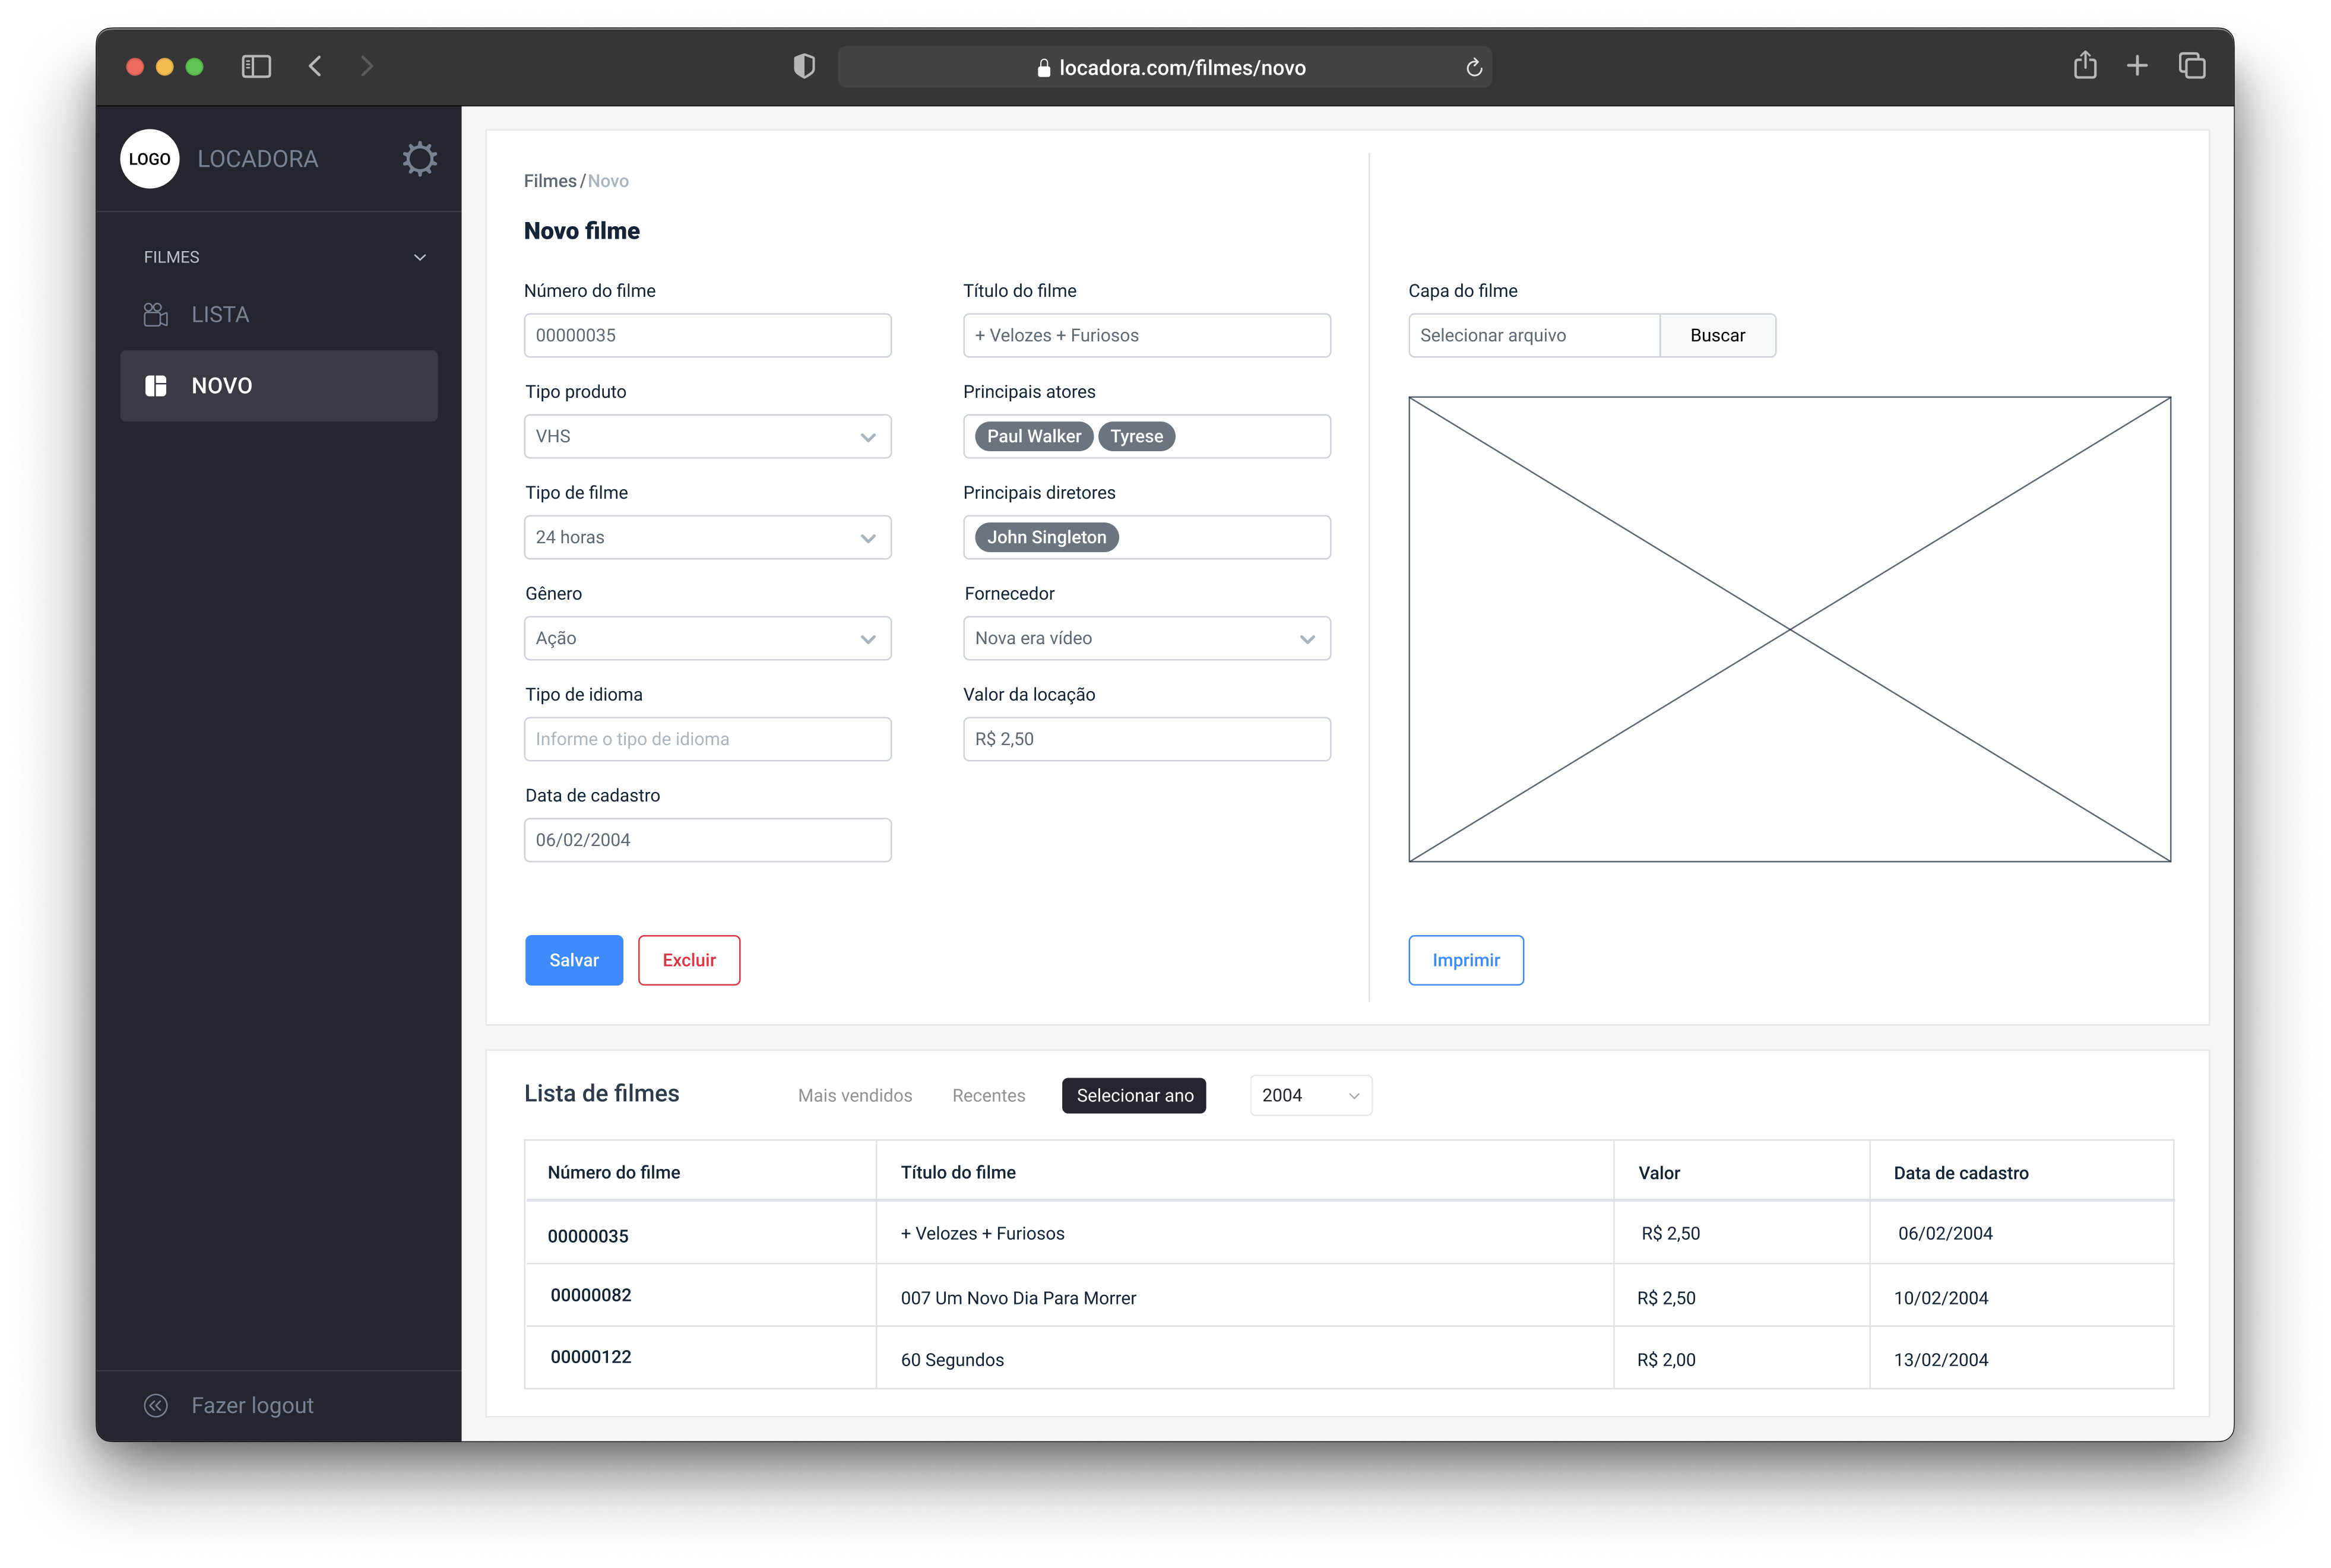 locadora.com/filmes/novo
LOGO LOCADORA
FILMES
LISTA
NOVO
Fazer logout
Filmes/Novo
Novo filme
Número do filme
00000035
Tipo produto
VHS
Tipo de filme
24 horas
Gênero
Ação
Tipo de idioma
Informe o tipo de idioma
Data de cadastro
06/02/2004
Título do filme
+ Velozes + Furiosos
Principais atores
Paul Walker Tyrese
Principais diretores
John Singleton
Fornecedor
Nova era vídeo
Valor da locação
R$ 2,50
Salvar Excluir
Capa do filme
Selecionar arquivo Buscar
Imprimir
Lista de filmes Mais vendidos Recentes Selecionar ano 2004
Número do filme Título do filme Valor Data de cadastro
00000035 + Velozes + Furiosos R$ 2,50 06/02/2004
00000082 007 Um Novo Dia Para Morrer R$ 2,50 10/02/2004
00000122 60 Segundos R$ 2,00 13/02/2004